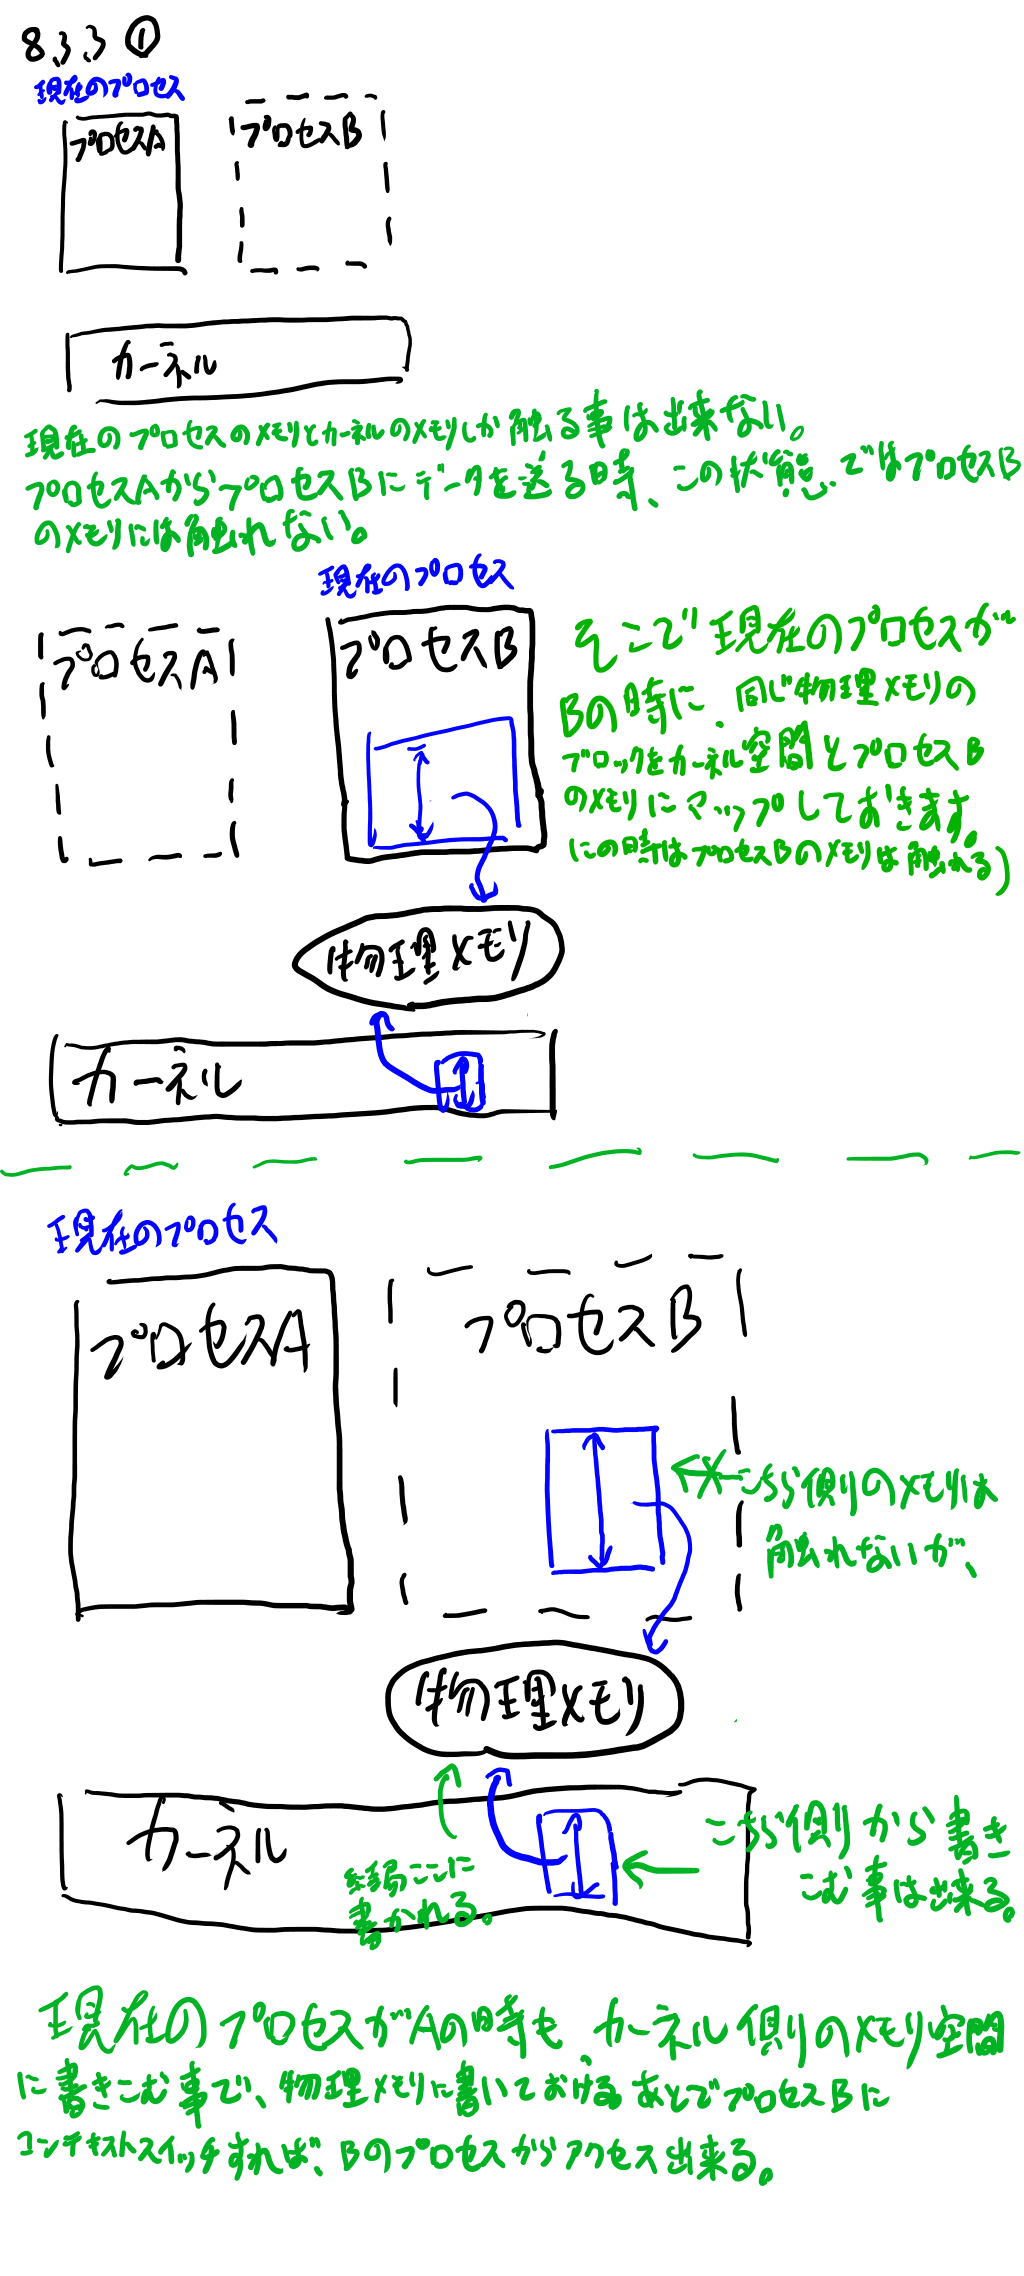 8.3.3 ①
現在のプロセス
プロセスA
プロセスB
カーネル
現在のプロセスのメモリとカーネルのメモリしか触る事は出来ない。
プロセスAからプロセスBにデータを送る時、この状態ではプロセスB
のメモリには触れない。
現在のプロセス
プロセスA
プロセスB
そこで現在のプロセスが
Bの時に、同じ物理メモリの
ブロックをカーネル空間とプロセスB
のメモリにマップしておきます。
(この時はプロセスBのメモリは触れる)
物理メモリ
カーネル
現在のプロセス
プロセスA
プロセスB
こちら側のメモリは
触れないが、
物理メモリ
カーネル
結局ここに
書かれる。
こちら側から書き
こむ事は出来る。
現在のプロセスがAの時も、カーネル側のメモリ空間
に書きこむ事で、物理メモリに書いておける。あとでプロセスBに
コンテキストスイッチすれば、Bのプロセスからアクセス出来る。